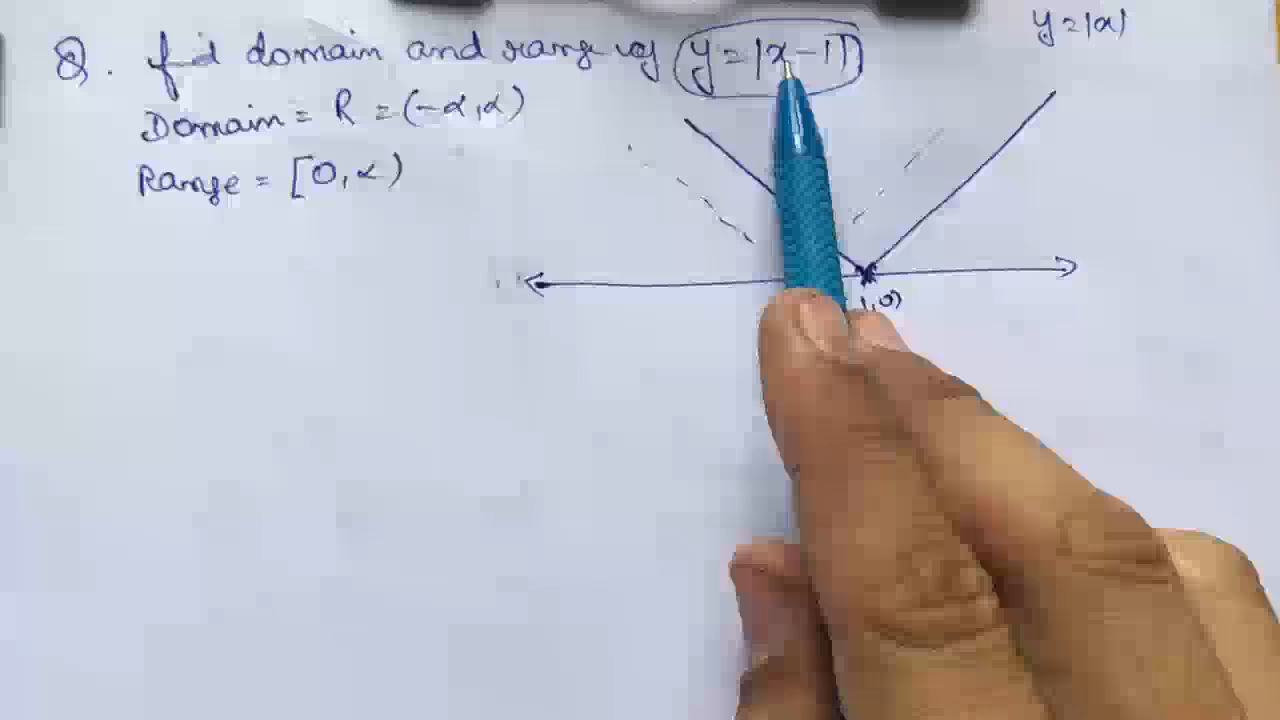 Q. find domain and range of y = |x-1|
y = |x|
Domain = R = (-∝,∝)
Range = [0,∝)
1,0)